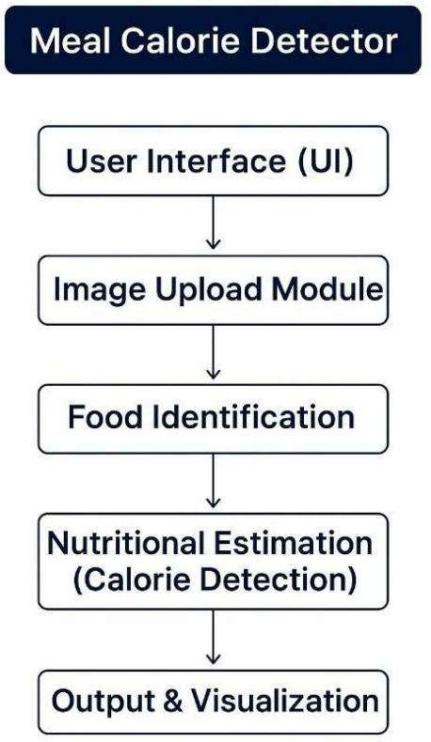 Meal Calorie Detector
User Interface (UI)
Image Upload Module
Food Identification
Nutritional Estimation
(Calorie Detection)
Output & Visualization